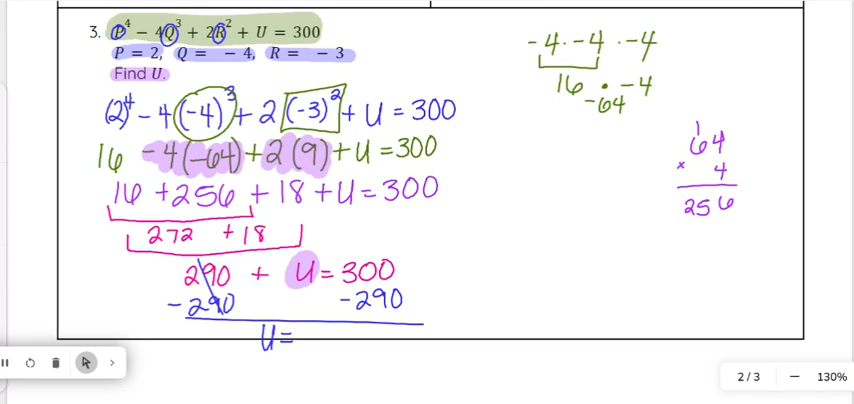 3. P⁴ − 4Q³ + 2R² + U = 300
P = 2, Q = − 4, R = − 3
Find U.
(2)⁴ − 4(−4)³ + 2(−3)² + U = 300
16 −4(−64) + 2(9) + U = 300
16 + 256 + 18 + U = 300
272 + 18
290 + U = 300
−290 −290
U =
-4 · -4 · -4
16 · -4
-64
1
64
× 4
256
2 / 3 — 130%